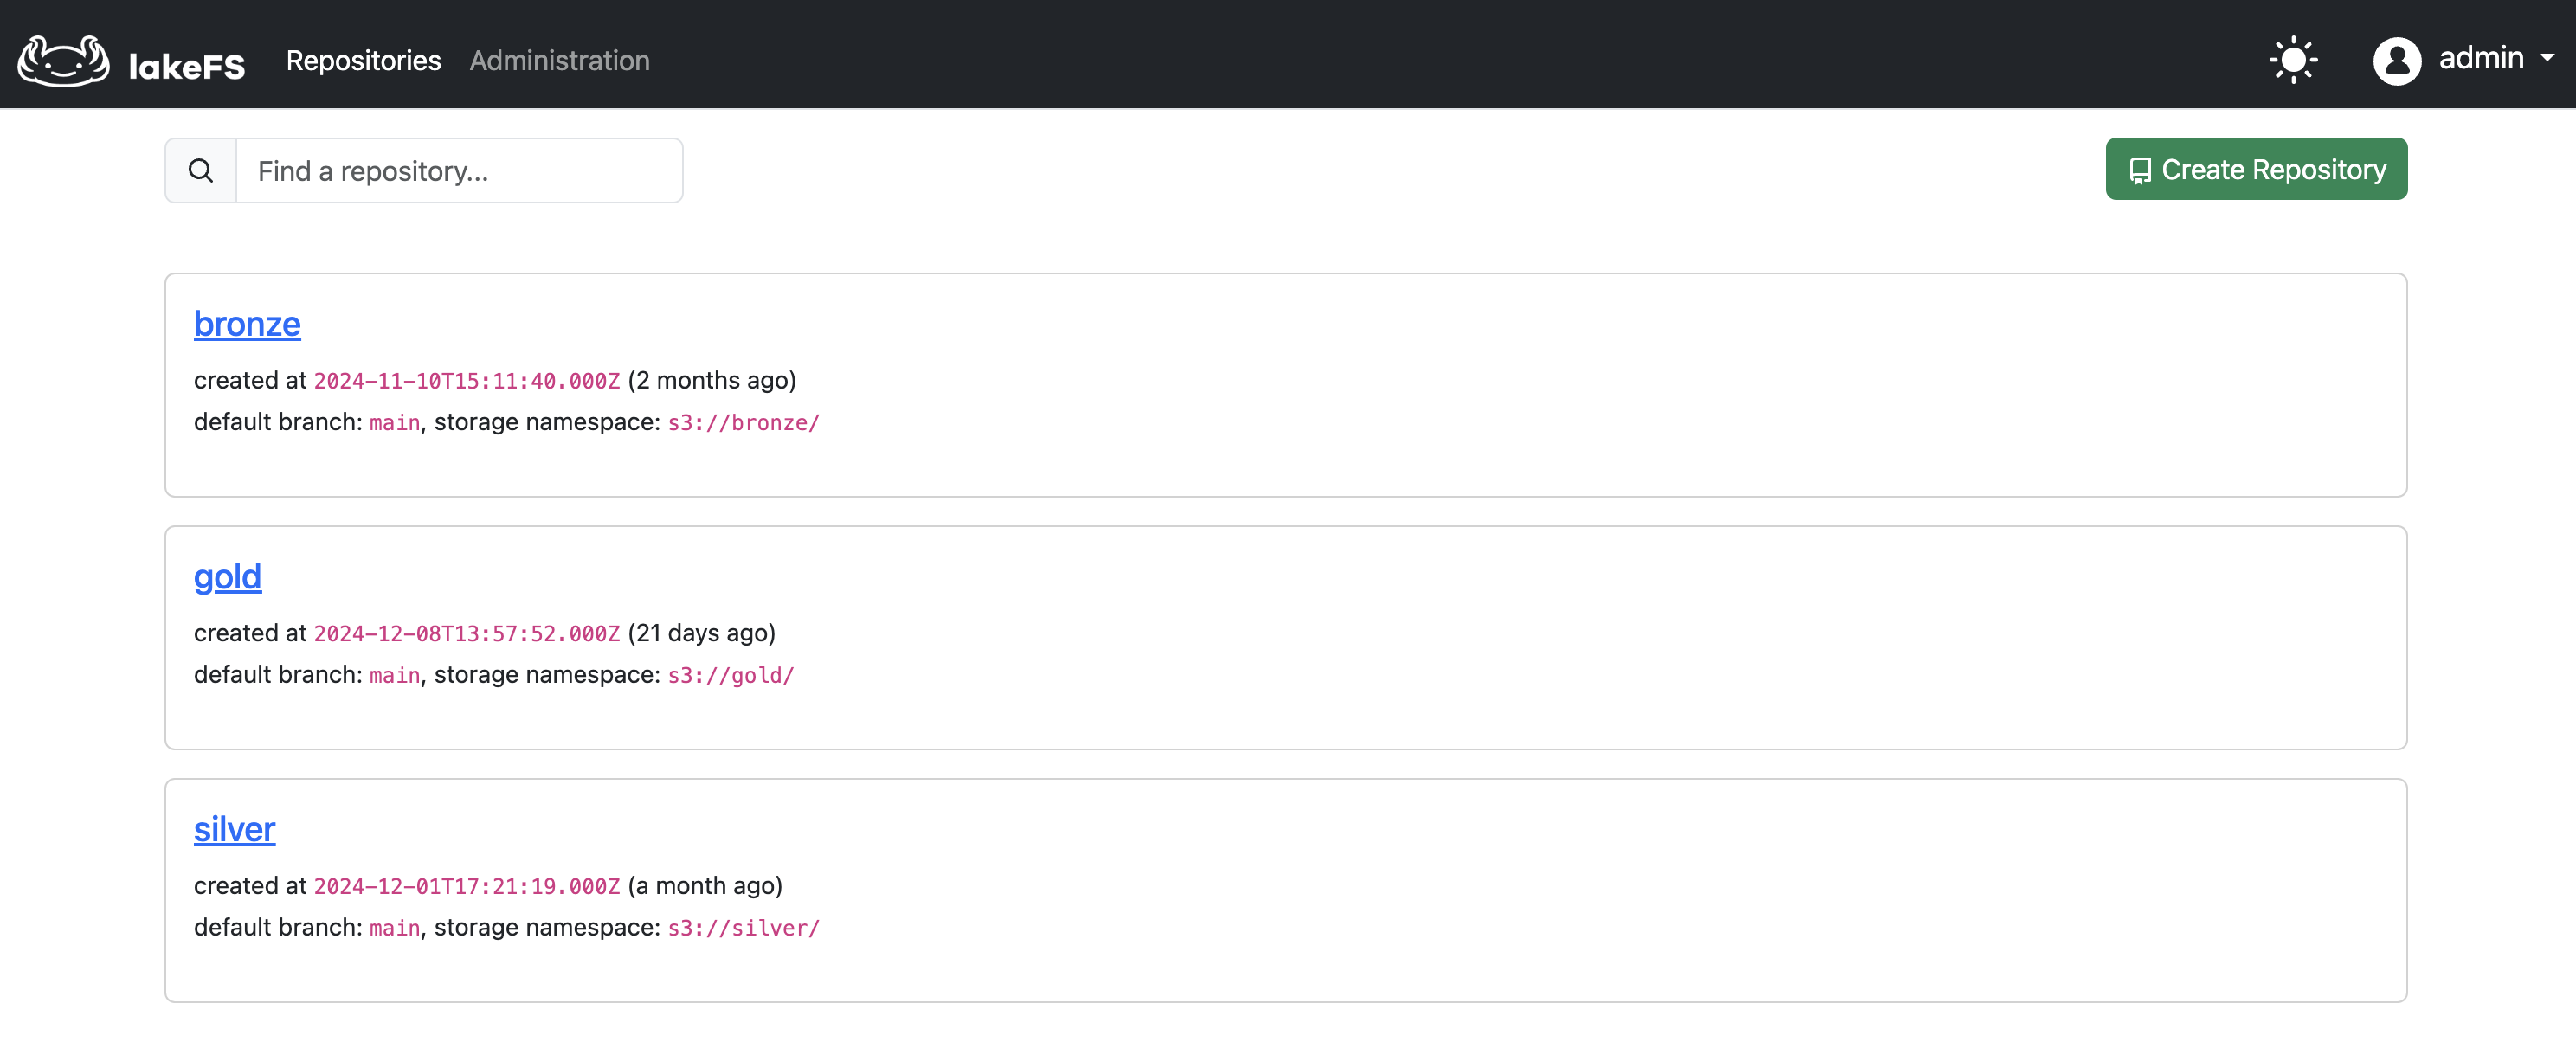 lakeFS Repositories Administration admin
Find a repository... Create Repository
bronze
created at 2024-11-10T15:11:40.000Z (2 months ago)
default branch: main, storage namespace: s3://bronze/
gold
created at 2024-12-08T13:57:52.000Z (21 days ago)
default branch: main, storage namespace: s3://gold/
silver
created at 2024-12-01T17:21:19.000Z (a month ago)
default branch: main, storage namespace: s3://silver/